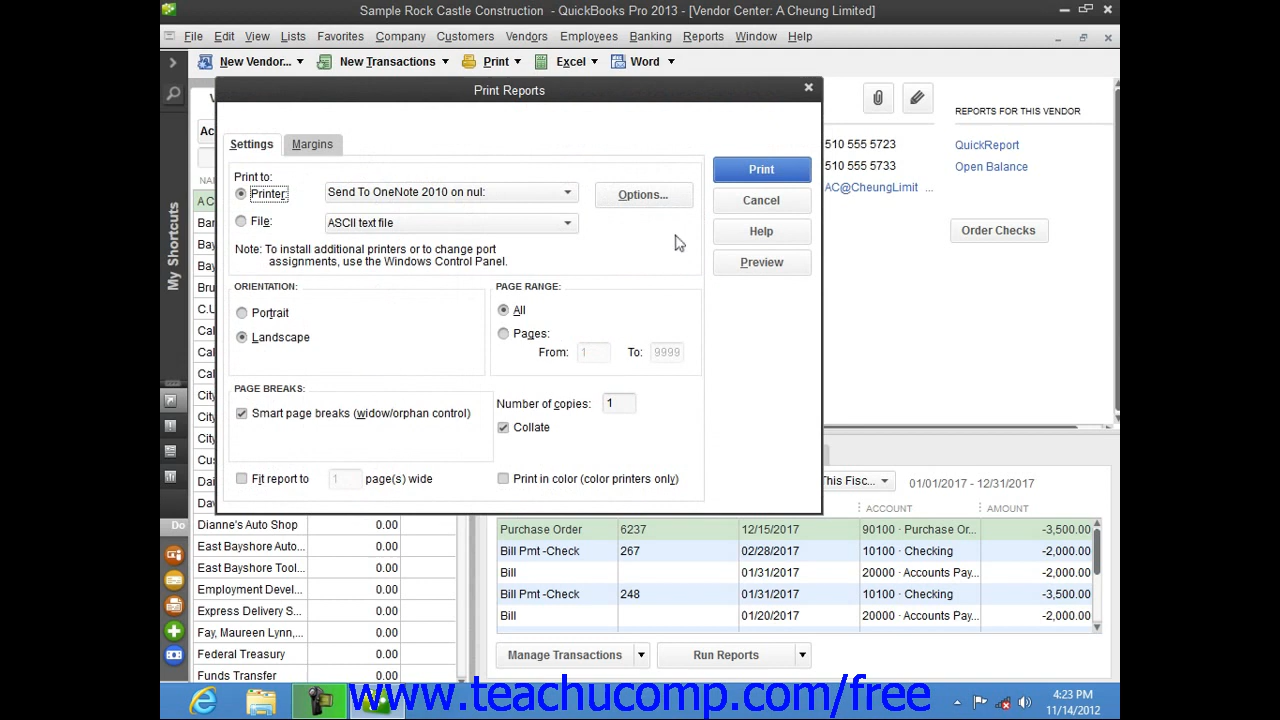 Sample Rock Castle Construction - QuickBooks Pro 2013 - [Vendor Center: A Cheung Limited]
File Edit View Lists Favorites Company Customers Vendors Employees Banking Reports Window Help
New Vendor... New Transactions Print Excel Word
Print Reports
REPORTS FOR THIS VENDOR
Settings Margins
510 555 5723 QuickReport
510 555 5733 Open Balance
AC@CheungLimit ...
Order Checks
Print to:
Printer: Send To OneNote 2010 on nul: Options...
File: ASCII text file
Note: To install additional printers or to change port
assignments, use the Windows Control Panel.
Print
Cancel
Help
Preview
ORIENTATION:
Portrait
Landscape
PAGE RANGE:
All
Pages:
From: 1 To: 9999
PAGE BREAKS:
Smart page breaks (widow/orphan control)
Number of copies: 1
Collate
Fit report to 1 page(s) wide
Print in color (color printers only)
My Shortcuts
Do
This Fisc... 01/01/2017 - 12/31/2017
ACCOUNT AMOUNT
Purchase Order 6237 12/15/2017 90100 · Purchase Or... -3,500.00
Bill Pmt -Check 267 02/28/2017 10100 · Checking -2,000.00
Bill 01/31/2017 20000 · Accounts Pay... -2,000.00
Bill Pmt -Check 248 01/31/2017 10100 · Checking -3,500.00
Bill 01/20/2017 20000 · Accounts Pay... -2,000.00
Manage Transactions Run Reports
Dianne's Auto Shop 0.00
East Bayshore Auto... 0.00
East Bayshore Tool... 0.00
Employment Devel... 0.00
Express Delivery S... 0.00
Fay, Maureen Lynn,... 0.00
Federal Treasury 0.00
Funds Transfer 0.00
www.teachucomp.com/free
4:23 PM
11/14/2012